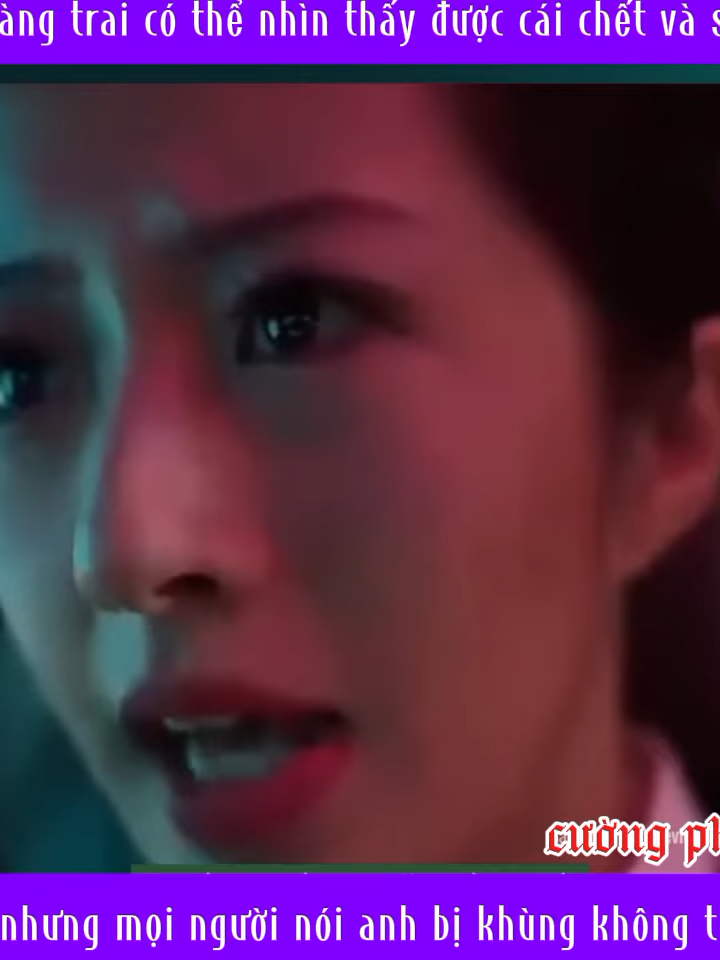 àng trai có thể nhìn thấy được cái chết và s
cường ph
nhưng mọi người nói anh bị khùng không t